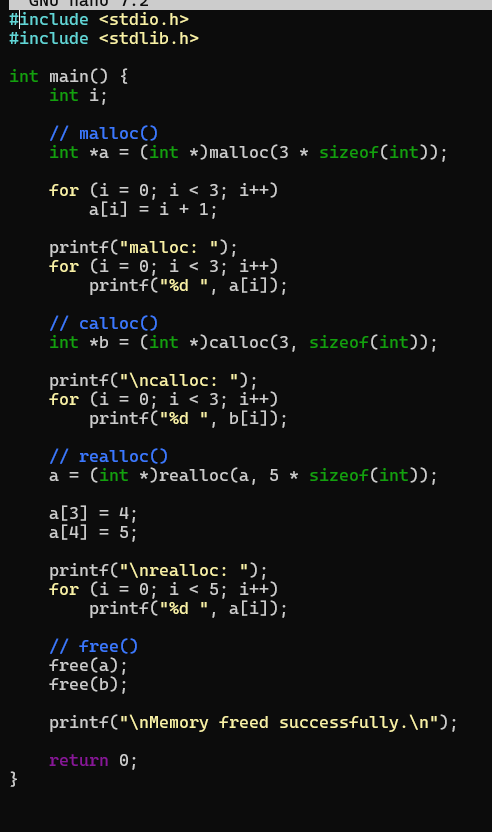 GNU nano 7.2
#include <stdio.h>
#include <stdlib.h>

int main() {
    int i;

    // malloc()
    int *a = (int *)malloc(3 * sizeof(int));

    for (i = 0; i < 3; i++)
        a[i] = i + 1;

    printf("malloc: ");
    for (i = 0; i < 3; i++)
        printf("%d ", a[i]);

    // calloc()
    int *b = (int *)calloc(3, sizeof(int));

    printf("\ncalloc: ");
    for (i = 0; i < 3; i++)
        printf("%d ", b[i]);

    // realloc()
    a = (int *)realloc(a, 5 * sizeof(int));

    a[3] = 4;
    a[4] = 5;

    printf("\nrealloc: ");
    for (i = 0; i < 5; i++)
        printf("%d ", a[i]);

    // free()
    free(a);
    free(b);

    printf("\nMemory freed successfully.\n");

    return 0;
}